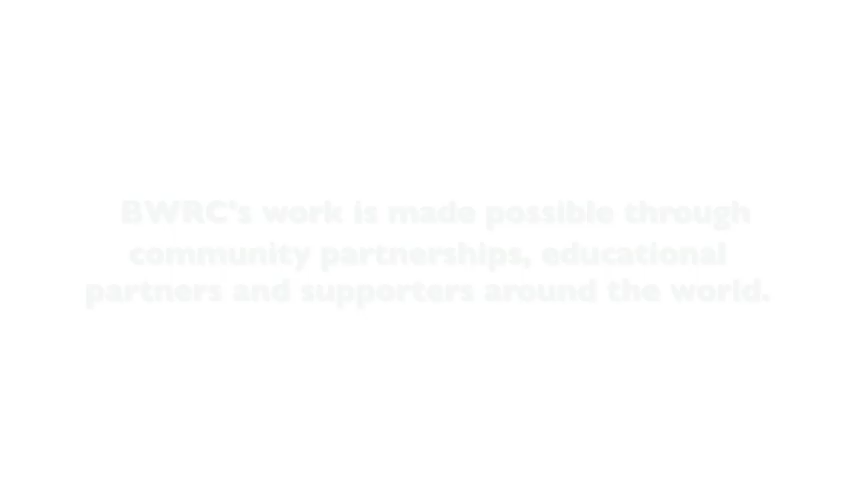 BWRC's work is made possible through
community partnerships, educational
partners and supporters around the world.